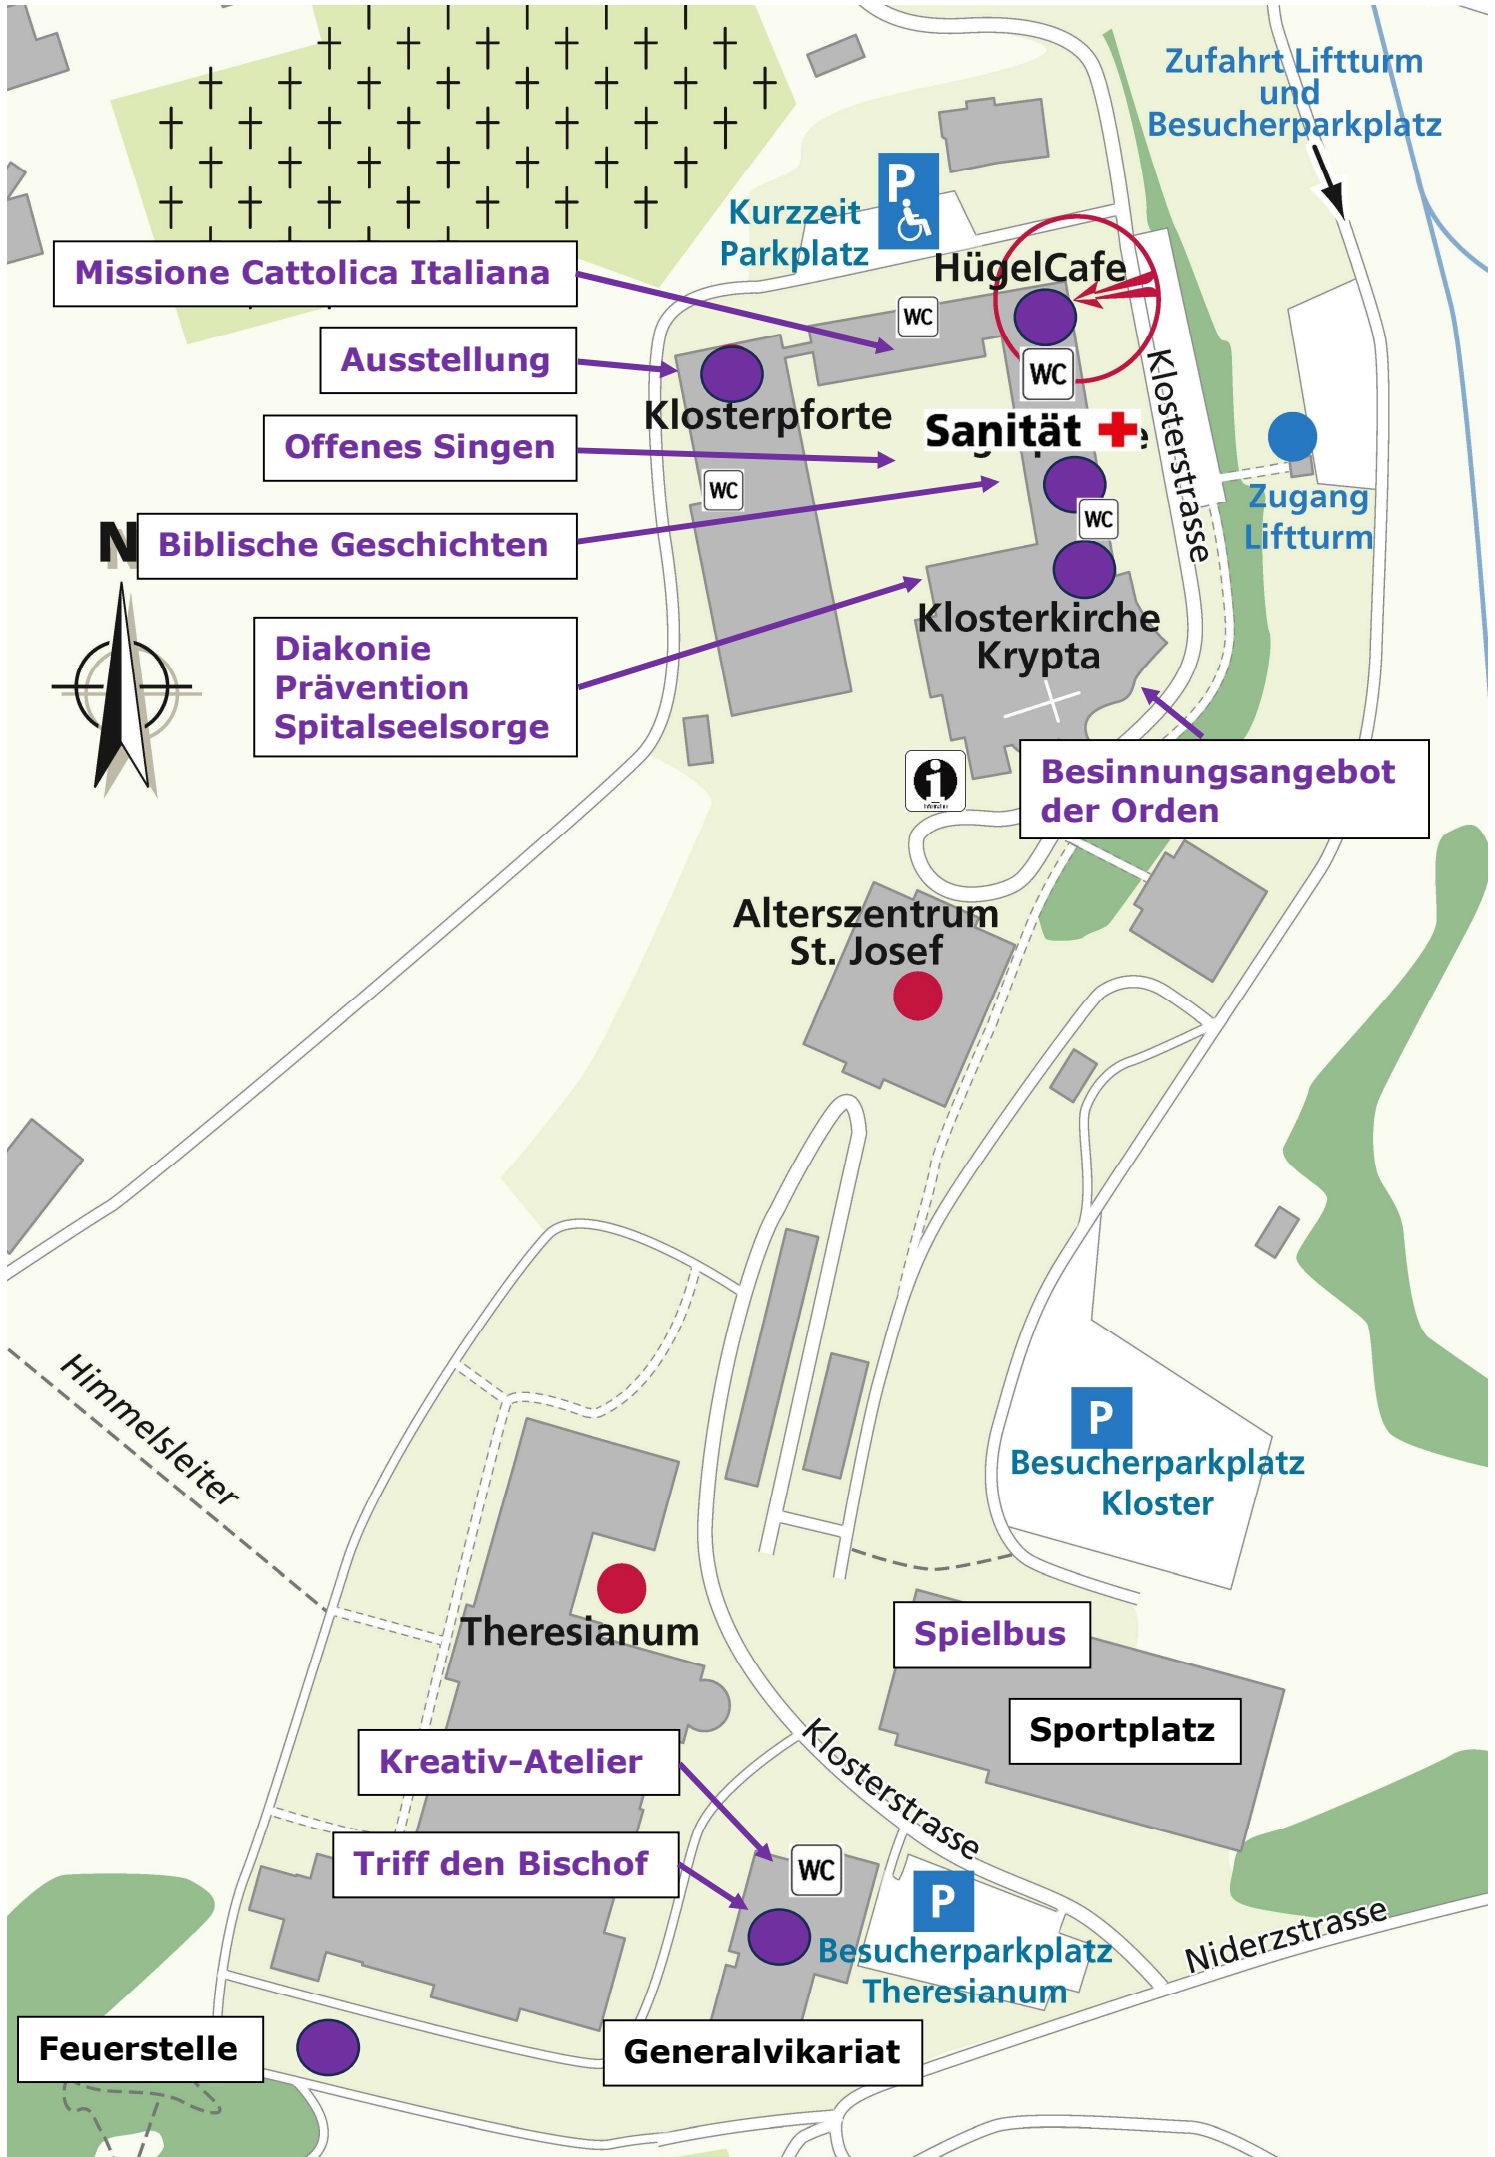 Zufahrt Liftturm
und
Besucherparkplatz
P
Kurzzeit
Parkplatz
Missione Cattolica Italiana
HügelCafe
WC
Ausstellung
WC
Klosterpforte
Klosterstrasse
Sanität
Offenes Singen
WC
Zugang
Liftturm
WC
N
Biblische Geschichten
Klosterkirche
Krypta
Diakonie
Prävention
Spitalseelsorge
Besinnungsangebot
der Orden
i
Alterszentrum
St. Josef
Himmelsleiter
P
Besucherparkplatz
Kloster
Theresianum
Spielbus
Sportplatz
Kreativ-Atelier
Klosterstrasse
Triff den Bischof
WC
P
Besucherparkplatz
Theresianum
Niderzstrasse
Feuerstelle
Generalvikariat